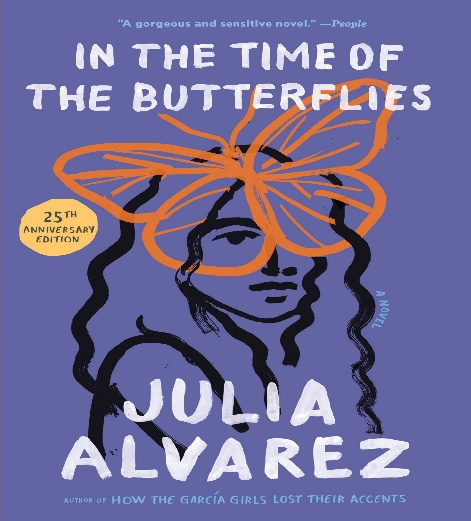 "A gorgeous and sensitive novel." —People
IN THE TIME OF
THE BUTTERFLIES
25TH
ANNIVERSARY
EDITION
A NOVEL
JULIA
ALVAREZ
AUTHOR OF HOW THE GARCÍA GIRLS LOST THEIR ACCENTS